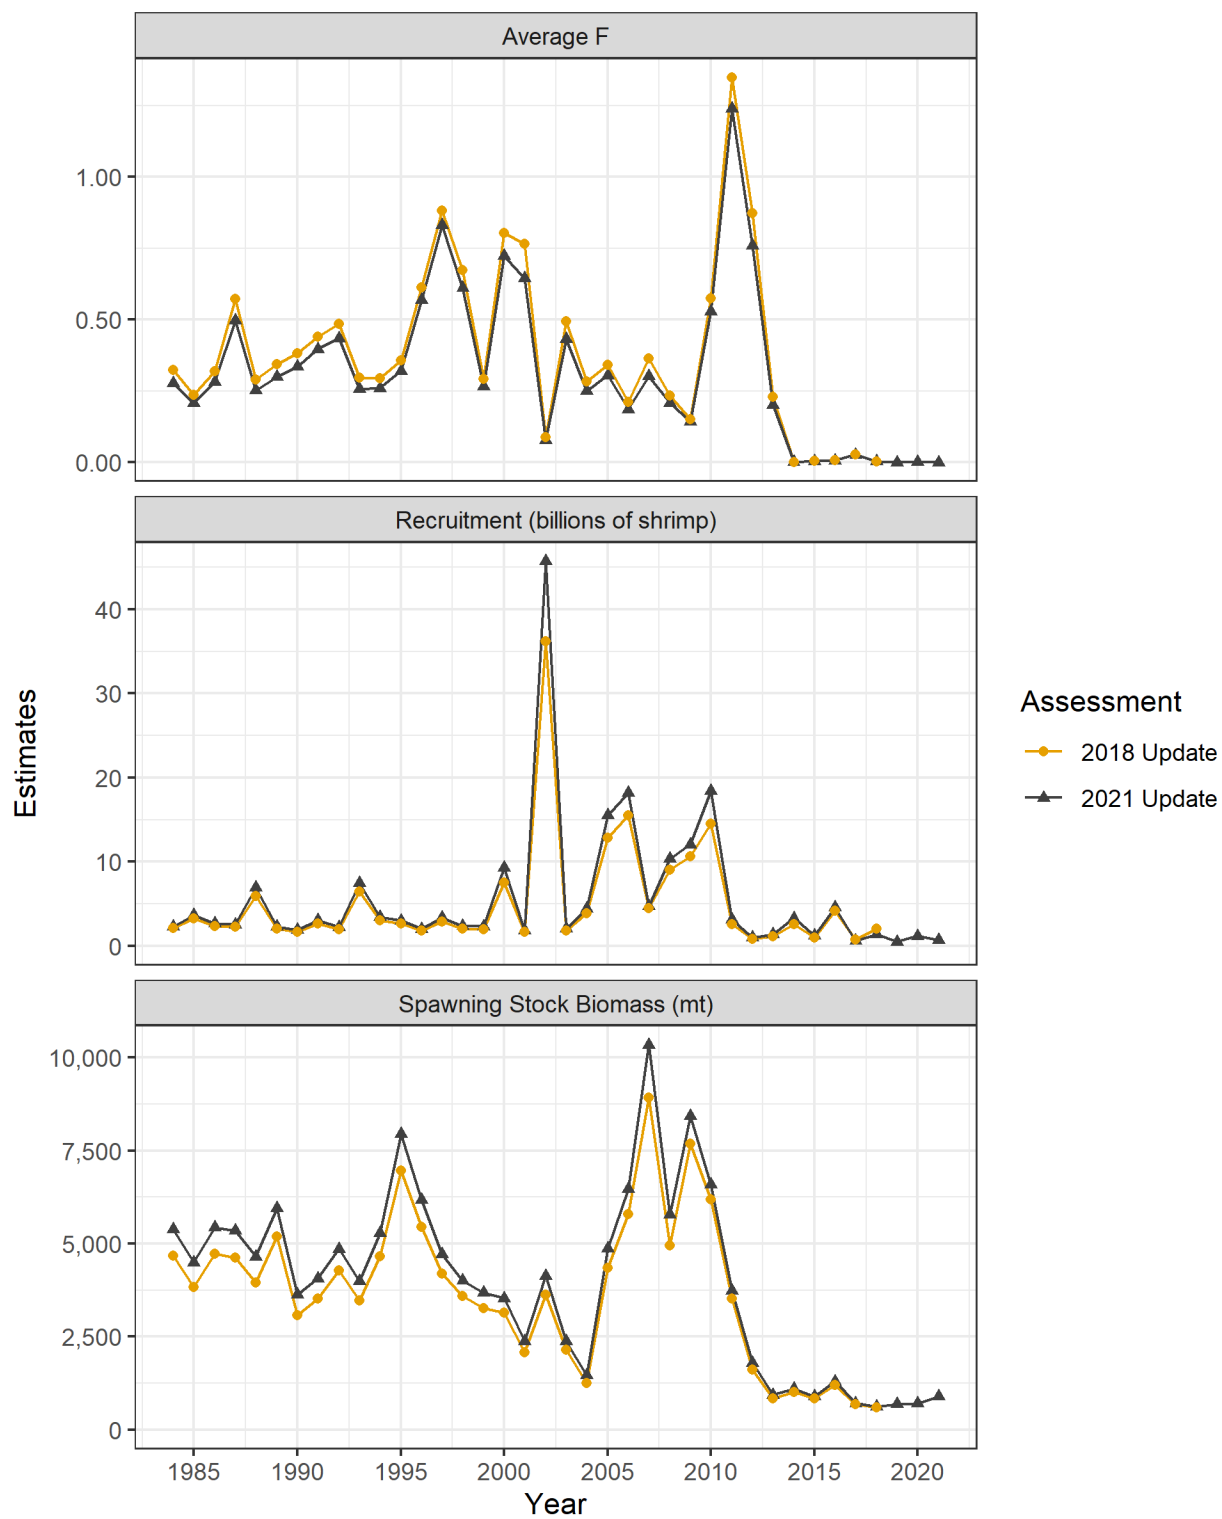 Average F
1.00
0.50
0.00
Recruitment (billions of shrimp)
40
30
20
10
0
Spawning Stock Biomass (mt)
10,000
7,500
5,000
2,500
0
1985 1990 1995 2000 2005 2010 2015 2020
Year
Estimates
Assessment
2018 Update
2021 Update